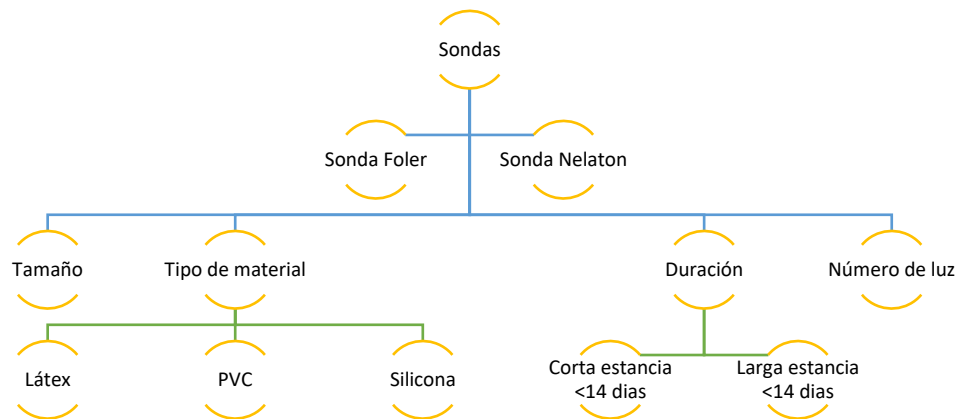 Sondas
Sonda Foler
Sonda Nelaton
Tamaño
Tipo de material
Duración
Número de luz
Látex
PVC
Silicona
Corta estancia
<14 dias
Larga estancia
<14 dias